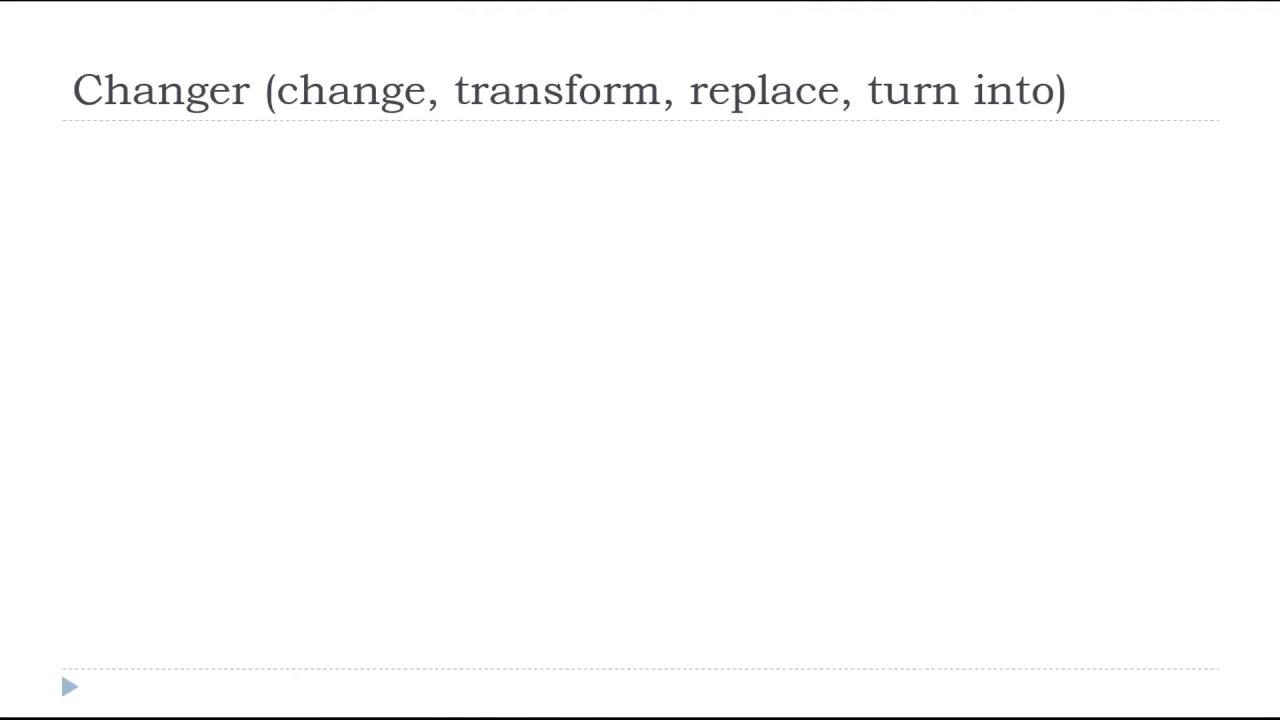 Changer (change, transform, replace, turn into)